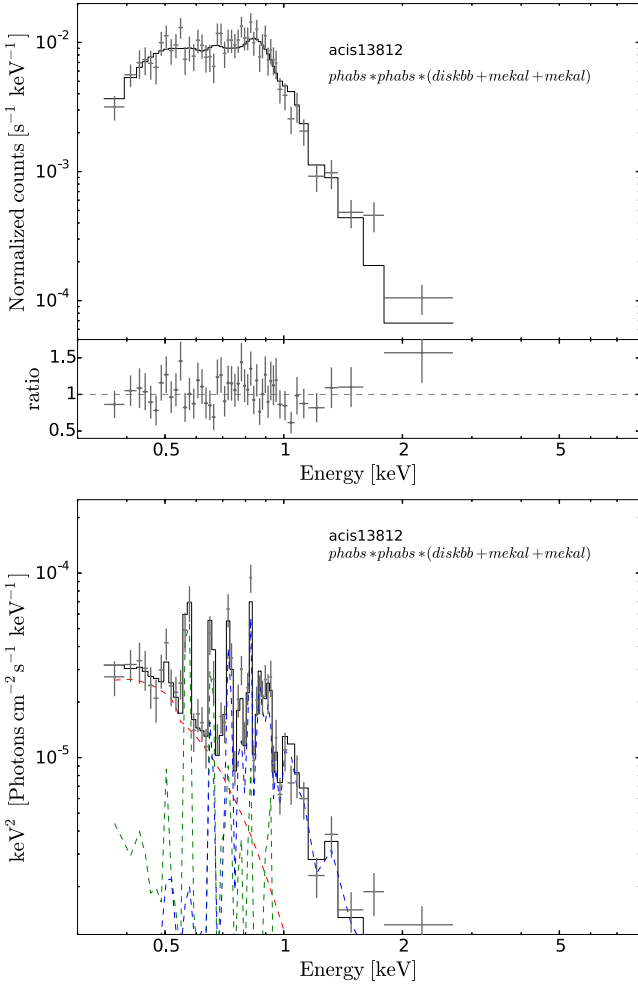 10⁻²
acis13812
phabs∗phabs∗(diskbb+mekal+mekal)
10⁻³
10⁻⁴
Normalized counts [s⁻¹ keV⁻¹]
1.5
1
0.5
ratio
0.5 1 2 5
Energy [keV]
acis13812
phabs∗phabs∗(diskbb+mekal+mekal)
10⁻⁴
10⁻⁵
keV² [Photons cm⁻² s⁻¹ keV⁻¹]
0.5 1 2 5
Energy [keV]